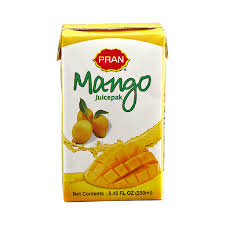 PRAN
Mango
Juicepak
Net Contents : 8.45 FL OZ (250ml)